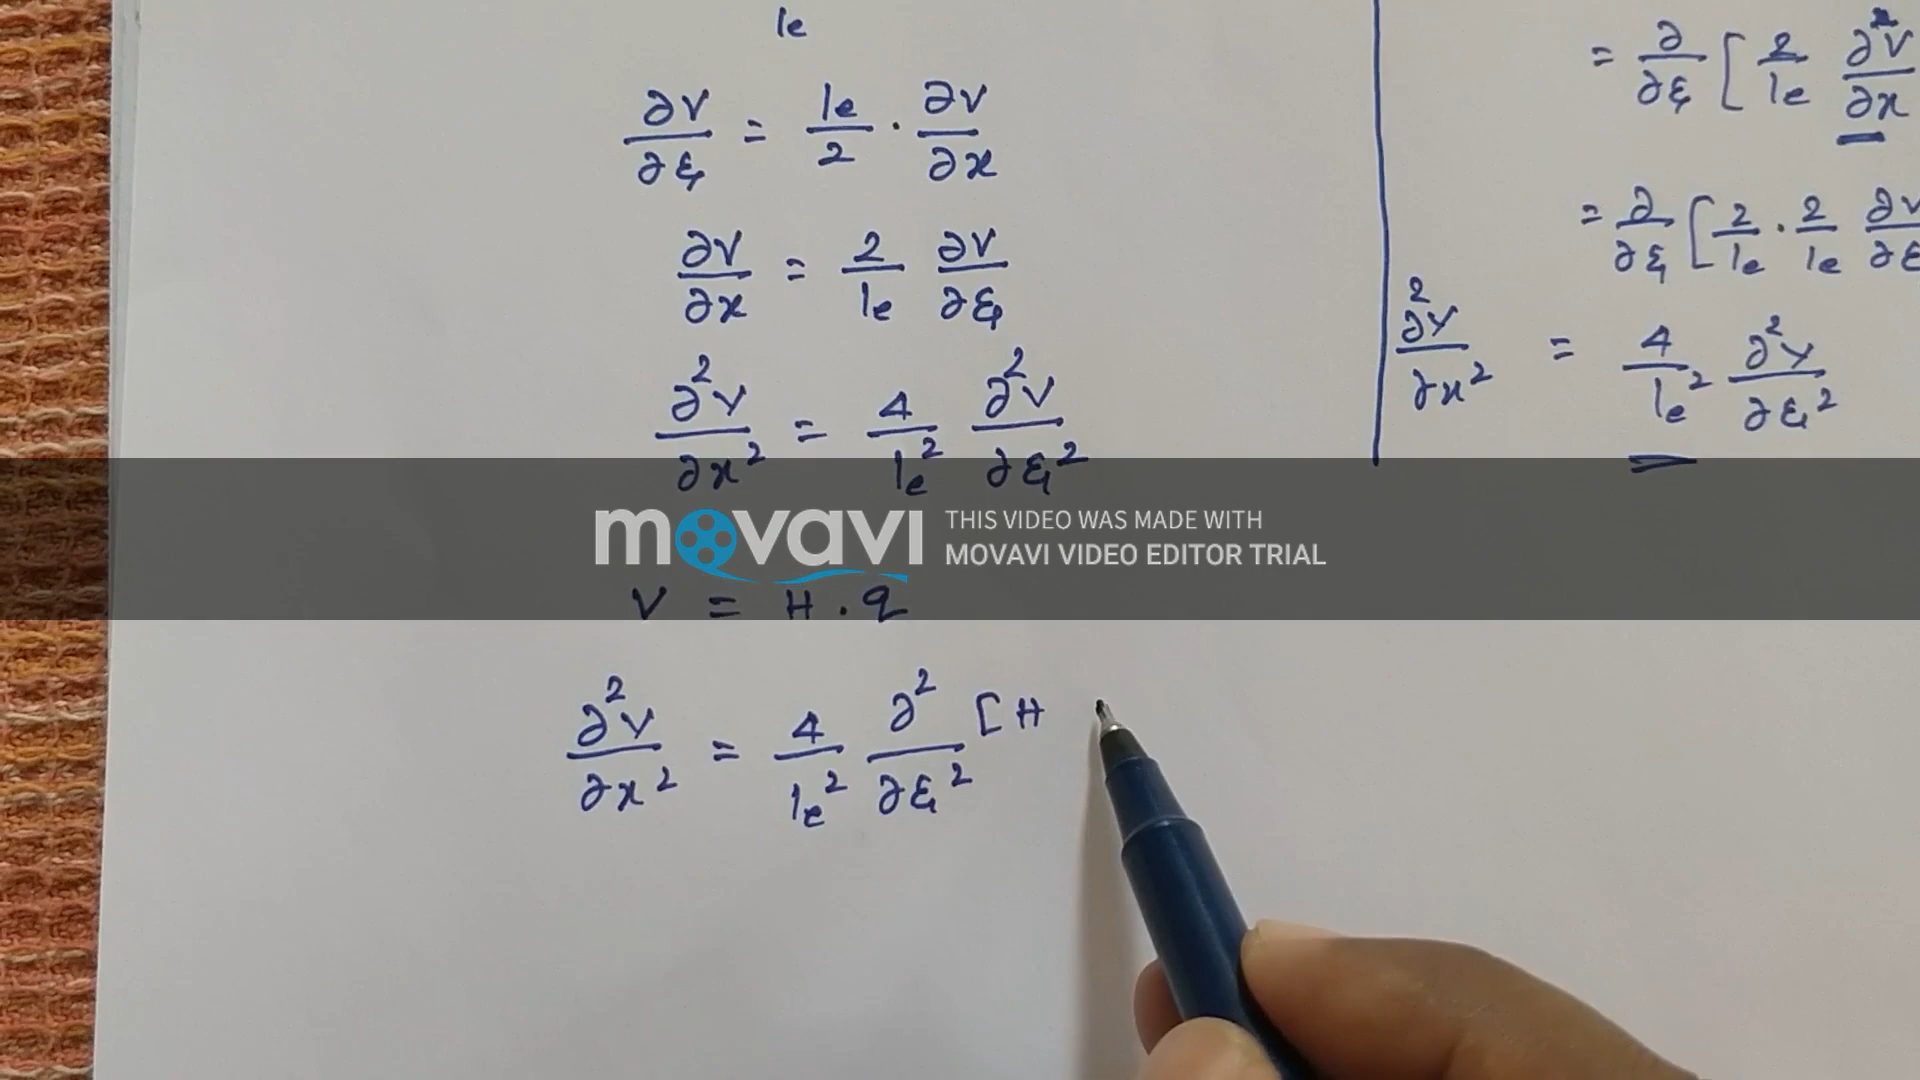 le
∂v/∂ξ = le/2 · ∂v/∂x
∂v/∂x = 2/le ∂v/∂ξ
∂²v/∂x² = 4/le² ∂²v/∂ξ²
movavi THIS VIDEO WAS MADE WITH
MOVAVI VIDEO EDITOR TRIAL
v = H . q
∂²v/∂x² = 4/le² ∂²/∂ξ² [ H
= ∂/∂ξ [ 2/le ∂v/∂x
= ∂/∂ξ [ 2/le · 2/le ∂v/∂ξ
∂²v/∂x² = 4/le² ∂²v/∂ξ²